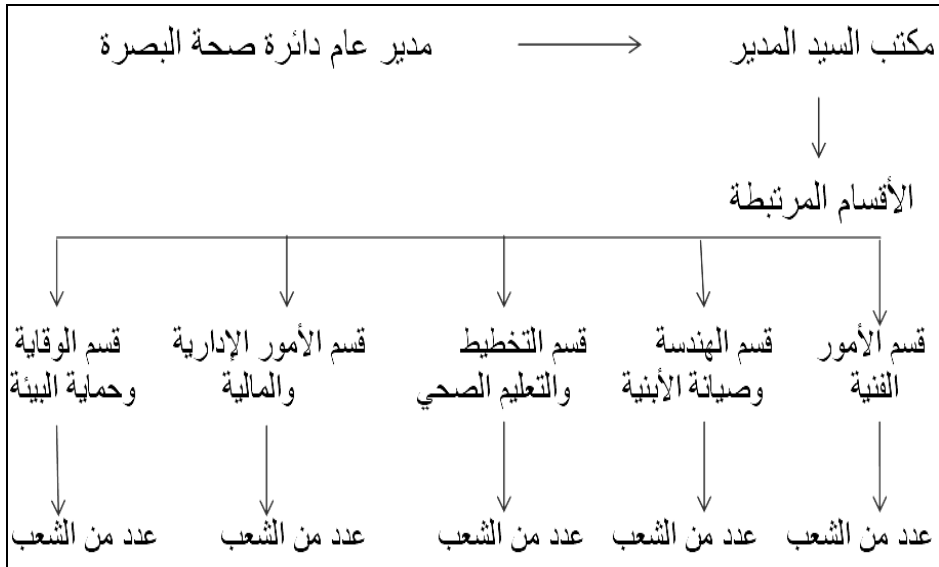 مكتب السيد المدير
مدير عام دائرة صحة البصرة
الأقسام المرتبطة
قسم الأمور
الفنية
قسم الهندسة
وصيانة الأبنية
قسم التخطيط
والتعليم الصحي
قسم الأمور الإدارية
والمالية
قسم الوقاية
وحماية البيئة
عدد من الشعب
عدد من الشعب
عدد من الشعب
عدد من الشعب
عدد من الشعب